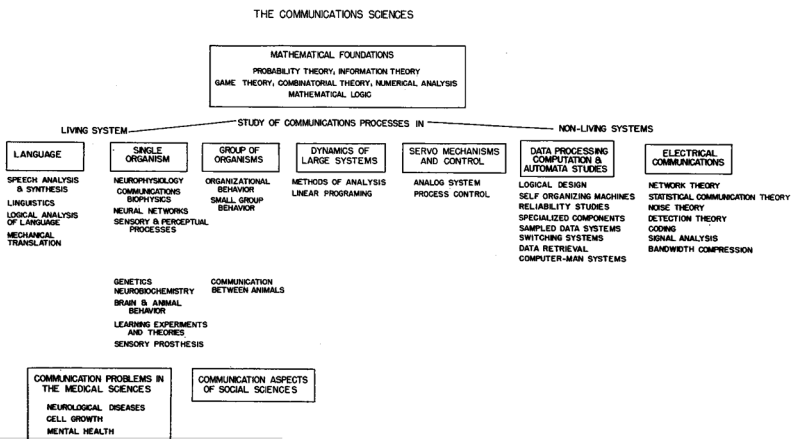 THE COMMUNICATIONS SCIENCES
MATHEMATICAL FOUNDATIONS
PROBABILITY THEORY, INFORMATION THEORY
GAME THEORY, COMBINATORIAL THEORY, NUMERICAL ANALYSIS
MATHEMATICAL LOGIC
STUDY OF COMMUNICATIONS PROCESSES IN
LIVING SYSTEM
NON-LIVING SYSTEMS
LANGUAGE
SPEECH ANALYSIS
& SYNTHESIS
LINGUISTICS
LOGICAL ANALYSIS
OF LANGUAGE
MECHANICAL
TRANSLATION
SINGLE
ORGANISM
NEUROPHYSIOLOGY
COMMUNICATIONS
BIOPHYSICS
NEURAL NETWORKS
SENSORY & PERCEPTUAL
PROCESSES
GENETICS
NEUROBIOCHEMISTRY
BRAIN & ANIMAL
BEHAVIOR
LEARNING EXPERIMENTS
AND THEORIES
SENSORY PROSTHESIS
GROUP OF
ORGANISMS
ORGANIZATIONAL
BEHAVIOR
SMALL GROUP
BEHAVIOR
COMMUNICATION
BETWEEN ANIMALS
DYNAMICS OF
LARGE SYSTEMS
METHODS OF ANALYSIS
LINEAR PROGRAMING
SERVO MECHANISMS
AND CONTROL
ANALOG SYSTEM
PROCESS CONTROL
DATA PROCESSING
COMPUTATION &
AUTOMATA STUDIES
LOGICAL DESIGN
SELF ORGANIZING MACHINES
RELIABILITY STUDIES
SPECIALIZED COMPONENTS
SAMPLED DATA SYSTEMS
SWITCHING SYSTEMS
DATA RETRIEVAL
COMPUTER-MAN SYSTEMS
ELECTRICAL
COMMUNICATIONS
NETWORK THEORY
STATISTICAL COMMUNICATION THEORY
NOISE THEORY
DETECTION THEORY
CODING
SIGNAL ANALYSIS
BANDWIDTH COMPRESSION
COMMUNICATION PROBLEMS IN
THE MEDICAL SCIENCES
NEUROLOGICAL DISEASES
CELL GROWTH
MENTAL HEALTH
COMMUNICATION ASPECTS
OF SOCIAL SCIENCES